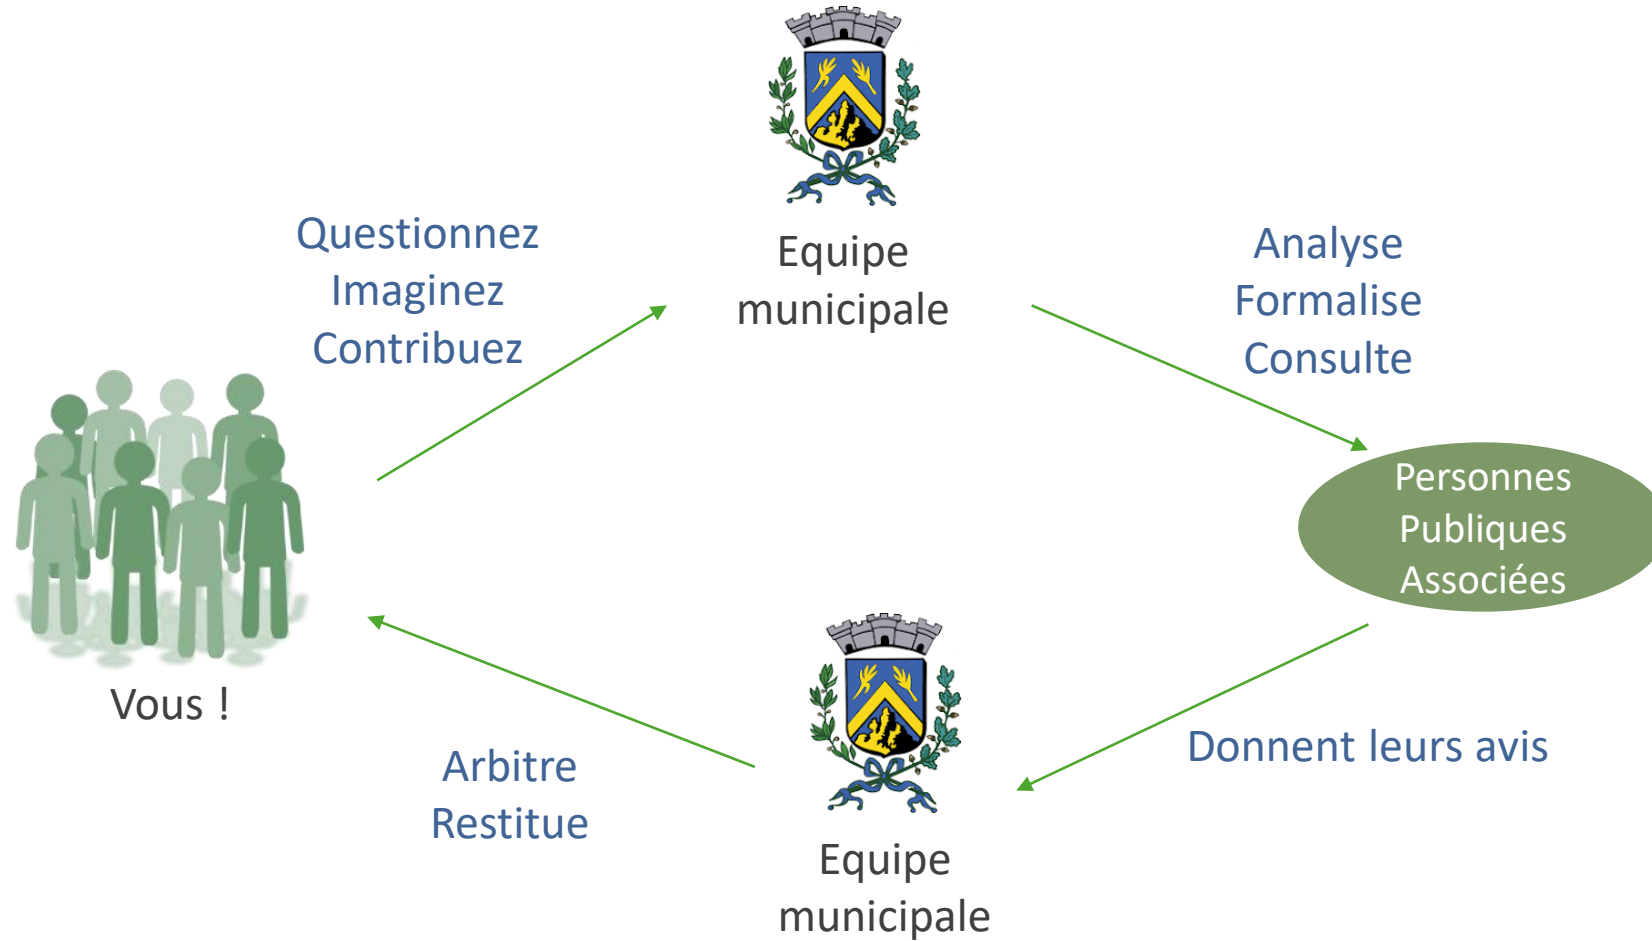 Questionnez
Imaginez
Contribuez
Equipe
municipale
Analyse
Formalise
Consulte
Personnes
Publiques
Associées
Vous !
Arbitre
Restitue
Equipe
municipale
Donnent leurs avis